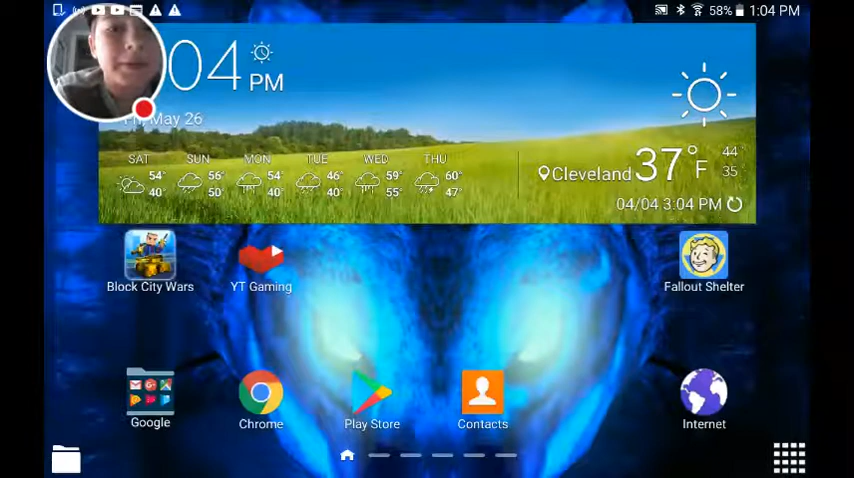 58% 1:04 PM
04 PM
Fri, May 26
SAT SUN MON TUE WED THU
54° 56° 54° 46° 59° 60°
40° 50° 40° 40° 55° 47°
Cleveland 37°F 44 35
04/04 3:04 PM
Block City Wars YT Gaming Fallout Shelter
Google Chrome Play Store Contacts Internet